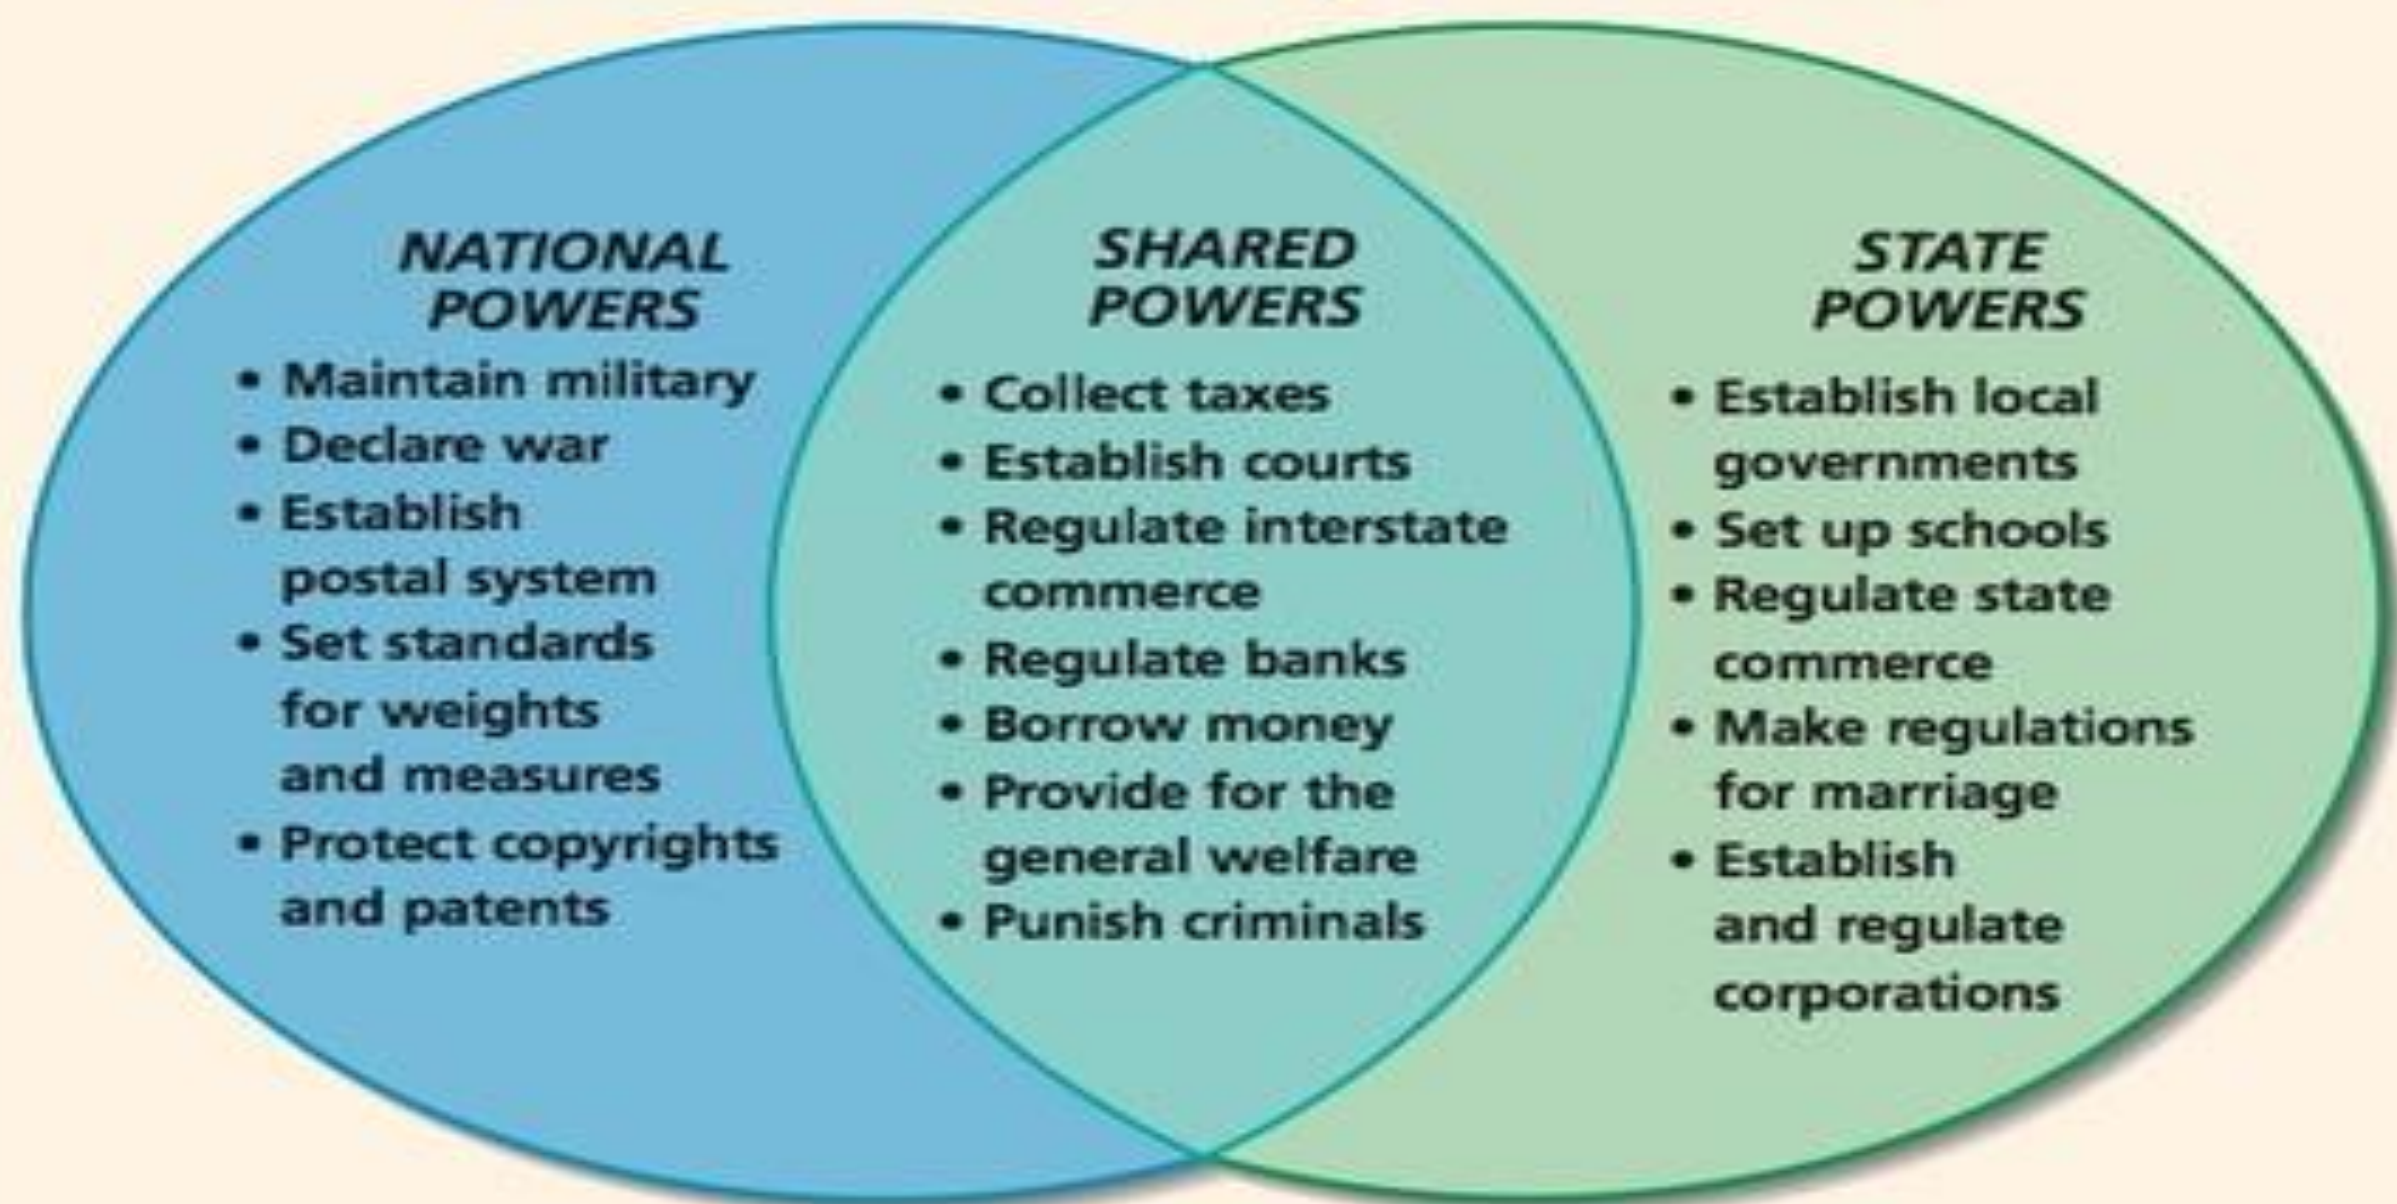 NATIONAL
POWERS
• Maintain military
• Declare war
• Establish
postal system
• Set standards
for weights
and measures
• Protect copyrights
and patents
SHARED
POWERS
• Collect taxes
• Establish courts
• Regulate interstate
commerce
• Regulate banks
• Borrow money
• Provide for the
general welfare
• Punish criminals
STATE
POWERS
• Establish local
governments
• Set up schools
• Regulate state
commerce
• Make regulations
for marriage
• Establish
and regulate
corporations